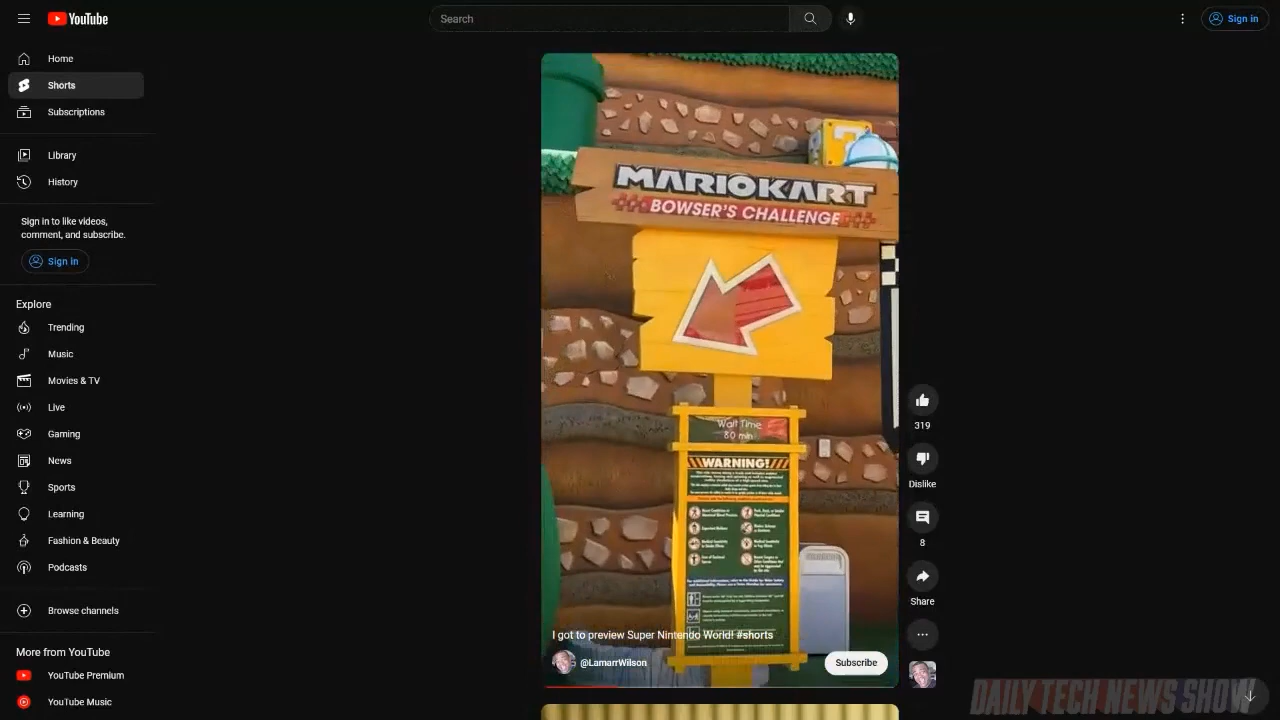 YouTube
Search
Sign in
Home
Shorts
Subscriptions
Library
History
Sign in to like videos,
comment, and subscribe.
Sign in
Explore
Trending
Music
Movies & TV
Live
Gaming
News
Sports
Learning
Fashion & Beauty
Podcasts
Browse channels
More from YouTube
YouTube Premium
YouTube Music
MARIOKART
BOWSER'S CHALLENGE
Wait Time
80 min
WARNING!
I got to preview Super Nintendo World! #shorts
@LamarrWilson
Subscribe
319
Dislike
8
Share
DAILY TECH NEWS SHOW